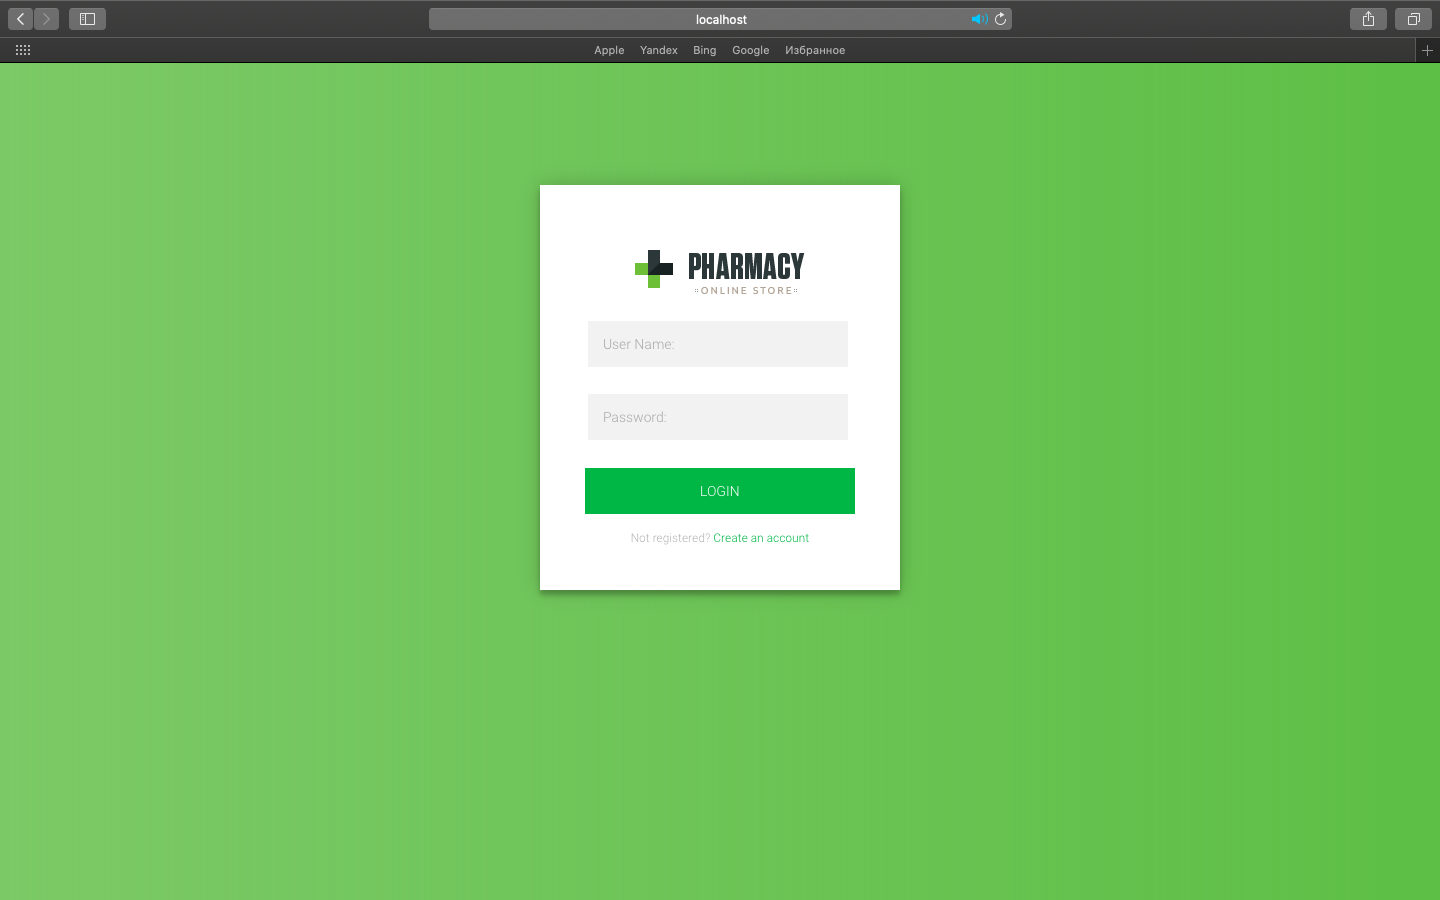 localhost
Apple Yandex Bing Google Избранное
PHARMACY
ONLINE STORE
User Name:
Password:
LOGIN
Not registered? Create an account